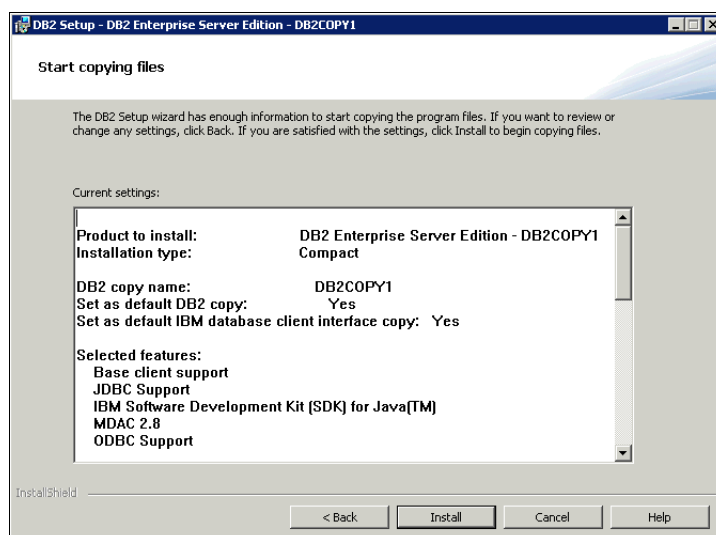 DB2 Setup - DB2 Enterprise Server Edition - DB2COPY1
Start copying files
The DB2 Setup wizard has enough information to start copying the program files. If you want to review or
change any settings, click Back. If you are satisfied with the settings, click Install to begin copying files.
Current settings:
Product to install: DB2 Enterprise Server Edition - DB2COPY1
Installation type: Compact
DB2 copy name: DB2COPY1
Set as default DB2 copy: Yes
Set as default IBM database client interface copy: Yes
Selected features:
Base client support
JDBC Support
IBM Software Development Kit (SDK) for Java(TM)
MDAC 2.8
ODBC Support
InstallShield
< Back Install Cancel Help